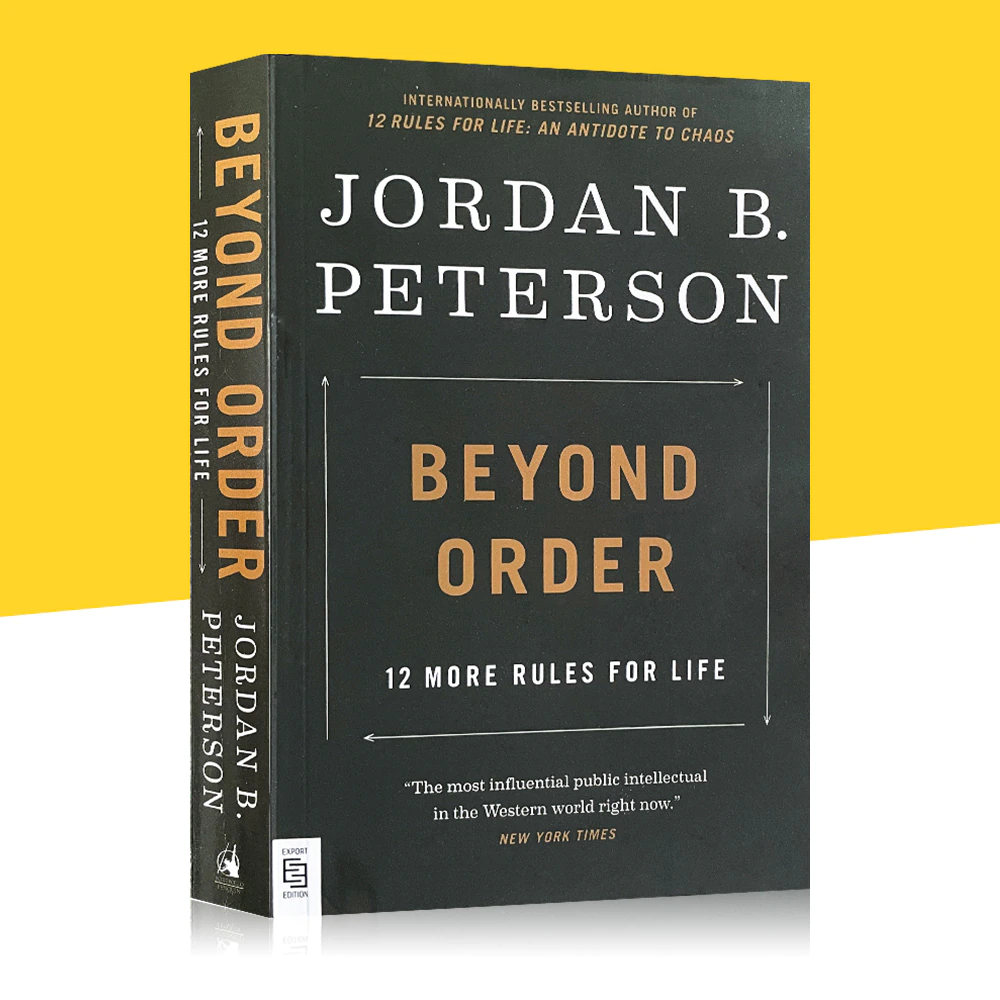 INTERNATIONALLY BESTSELLING AUTHOR OF
12 RULES FOR LIFE: AN ANTIDOTE TO CHAOS
JORDAN B.
PETERSON
BEYOND
ORDER
12 MORE RULES FOR LIFE
“The most influential public intellectual
in the Western world right now.”
NEW YORK TIMES
BEYOND ORDER
12 MORE RULES FOR LIFE
JORDAN B.
PETERSON
EXPORT
EDITION